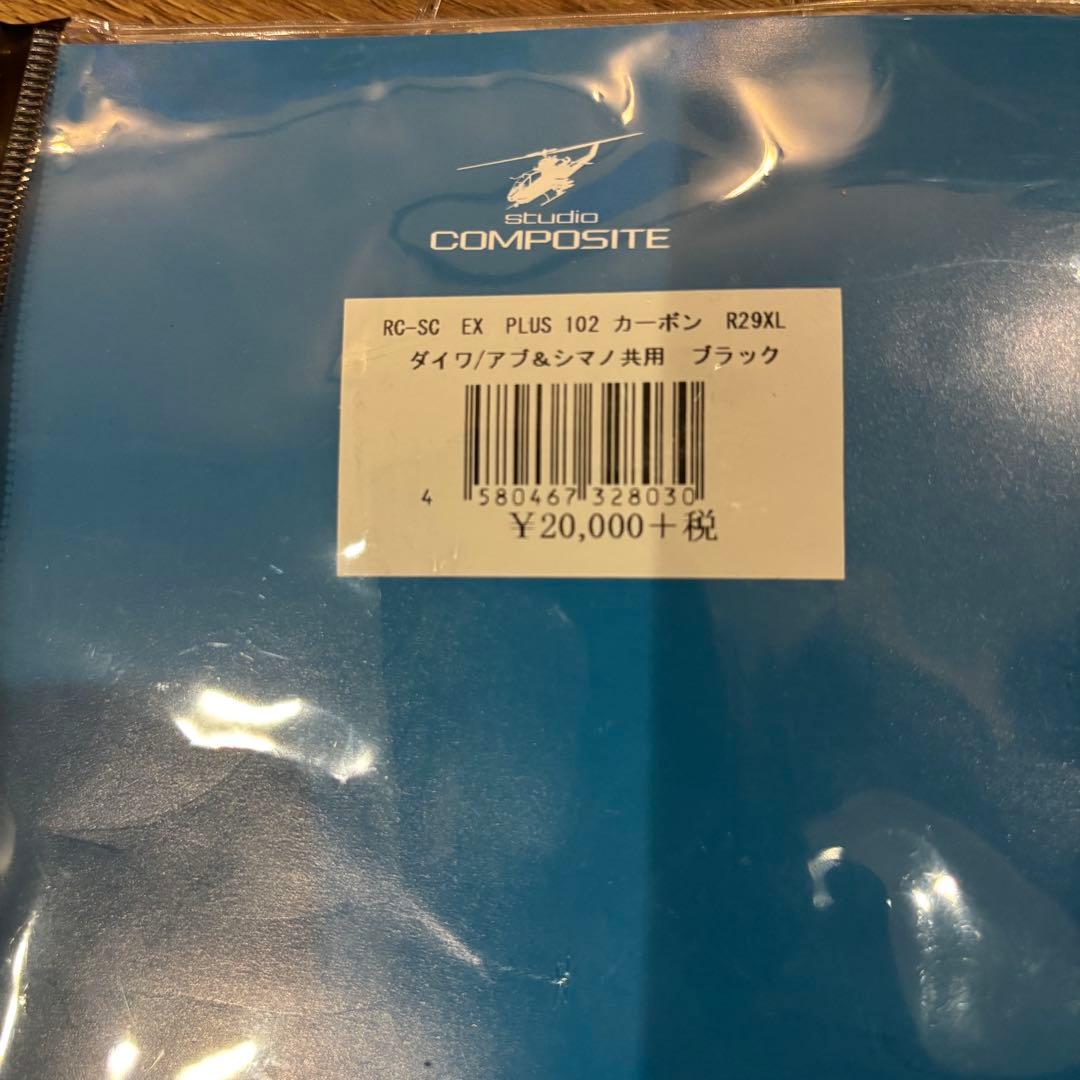 studio
COMPOSITE
RC-SC EX PLUS 102 カーボン R29XL
ダイワ/アブ&シマノ共用 ブラック
4 580467 328030
￥20,000+税